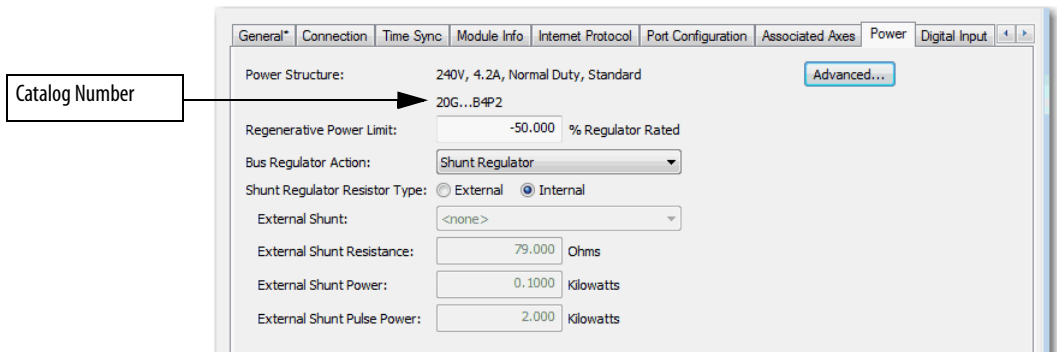 General* Connection Time Sync Module Info Internet Protocol Port Configuration Associated Axes Power Digital Input
Power Structure: 240V, 4.2A, Normal Duty, Standard Advanced...
Catalog Number
20G...B4P2
Regenerative Power Limit: -50.000 % Regulator Rated
Bus Regulator Action: Shunt Regulator
Shunt Regulator Resistor Type: External Internal
External Shunt: <none>
External Shunt Resistance: 79.000 Ohms
External Shunt Power: 0.1000 Kilowatts
External Shunt Pulse Power: 2.000 Kilowatts